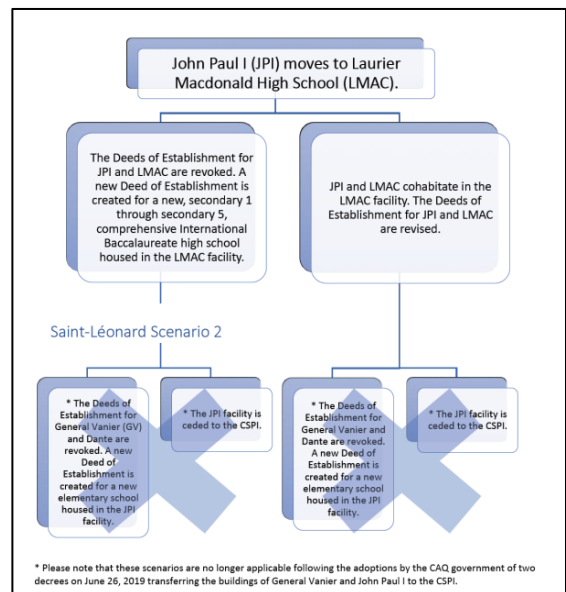 John Paul I (JPI) moves to Laurier
Macdonald High School (LMAC).
The Deeds of Establishment for
JPI and LMAC are revoked. A
new Deed of Establishment is
created for a new, secondary 1
through secondary 5,
comprehensive International
Baccalaureate high school
housed in the LMAC facility.
JPI and LMAC cohabitate in the
LMAC facility. The Deeds of
Establishment for JPI and LMAC
are revised.
Saint-Léonard Scenario 2
* The Deeds of
Establishment for
General Vanier (GV)
and Dante are
revoked. A new
Deed of
Establishment is
created for a new
elementary school
housed in the JPI
facility.
* The JPI facility is
ceded to the CSPI.
* The Deeds of
Establishment for
General Vanier and
Dante are revoked.
A new Deed of
Establishment is
created for a new
elementary school
housed in the JPI
facility.
* The JPI facility is
ceded to the CSPI.
* Please note that these scenarios are no longer applicable following the adoptions by the CAQ government of two
decrees on June 26, 2019 transferring the buildings of General Vanier and John Paul I to the CSPI.